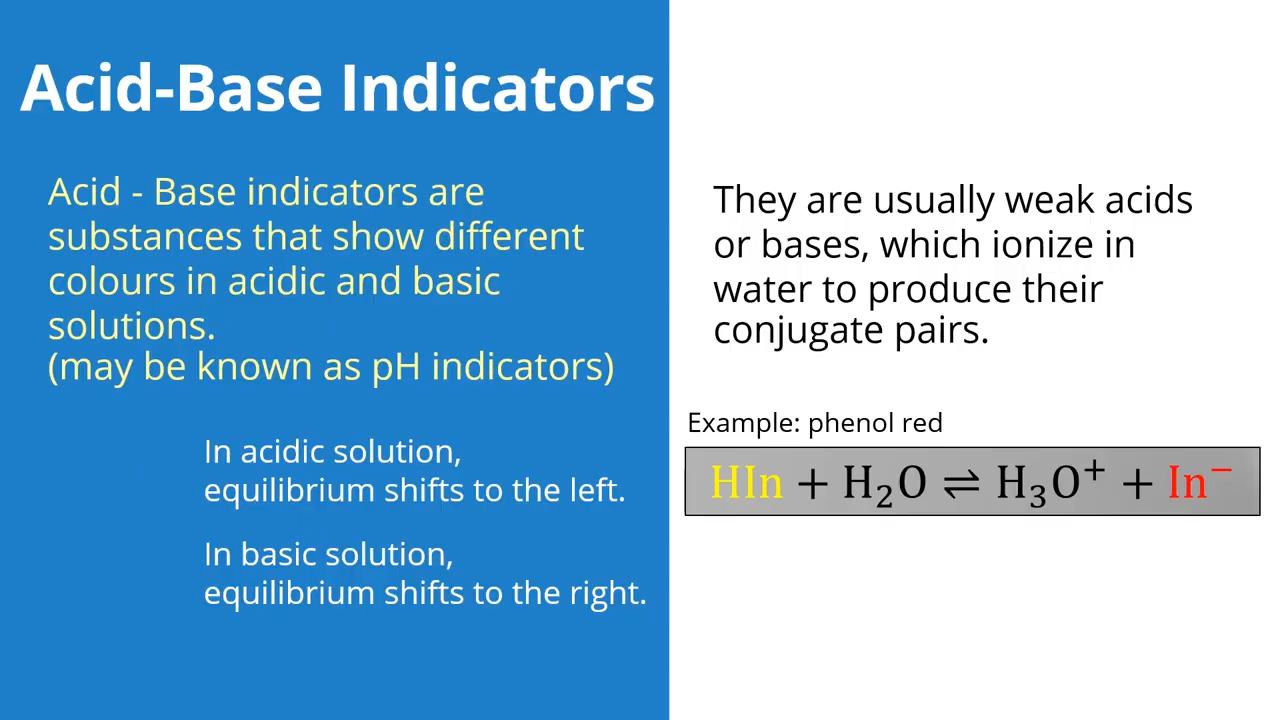 Acid-Base Indicators
Acid - Base indicators are
substances that show different
colours in acidic and basic
solutions.
(may be known as pH indicators)
In acidic solution,
equilibrium shifts to the left.
In basic solution,
equilibrium shifts to the right.
They are usually weak acids
or bases, which ionize in
water to produce their
conjugate pairs.
Example: phenol red
HIn + H₂O ⇌ H₃O⁺ + In⁻